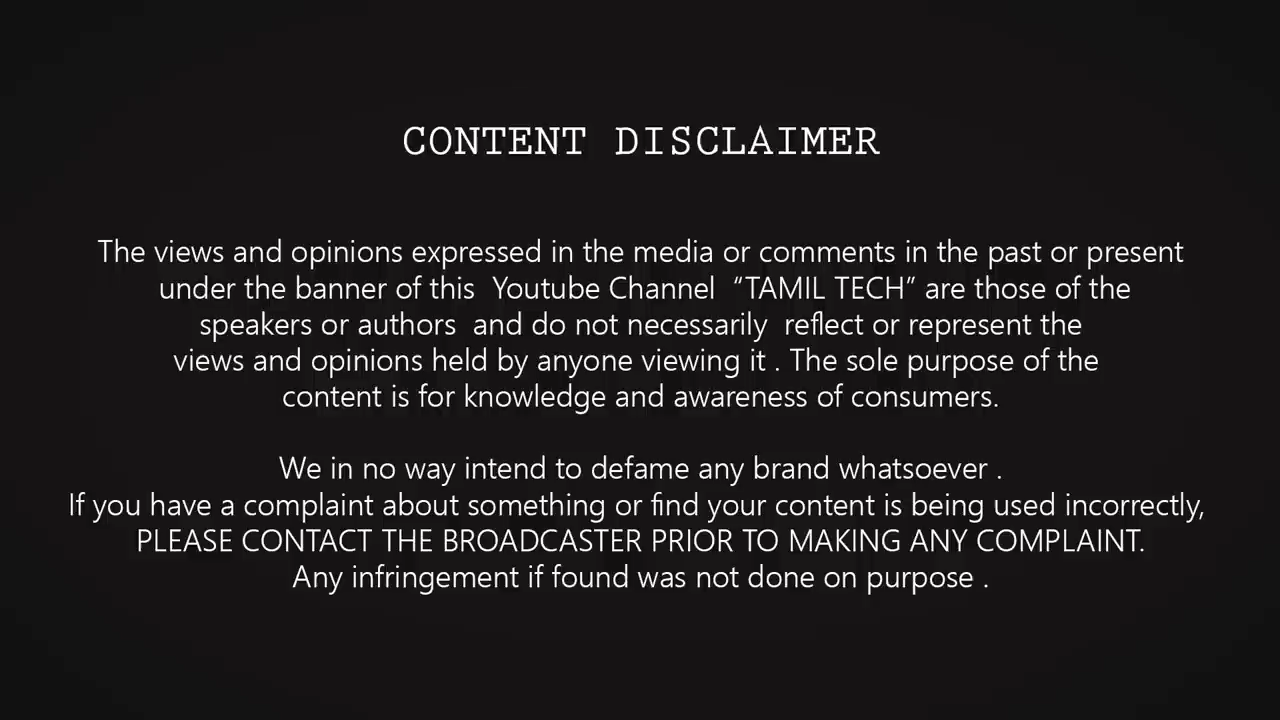 CONTENT DISCLAIMER
The views and opinions expressed in the media or comments in the past or present
under the banner of this  Youtube Channel  “TAMIL TECH” are those of the
speakers or authors  and do not necessarily  reflect or represent the
views and opinions held by anyone viewing it . The sole purpose of the
content is for knowledge and awareness of consumers.
We in no way intend to defame any brand whatsoever .
If you have a complaint about something or find your content is being used incorrectly,
PLEASE CONTACT THE BROADCASTER PRIOR TO MAKING ANY COMPLAINT.
Any infringement if found was not done on purpose .